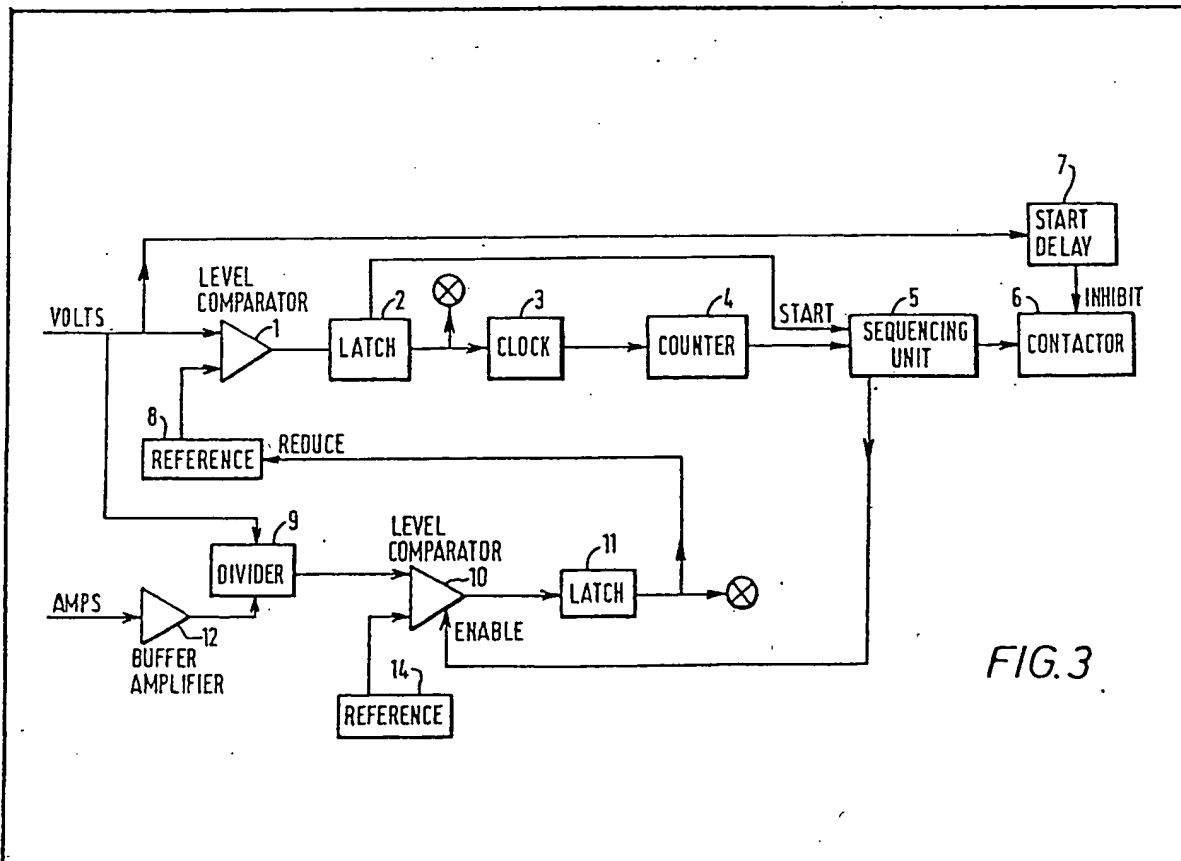 7
START
DELAY
LEVEL
COMPARATOR
VOLTS
1
2
LATCH
3
CLOCK
4
COUNTER
START
5
SEQUENCING
UNIT
INHIBIT
6
CONTACTOR
8
REFERENCE
REDUCE
9
DIVIDER
LEVEL
COMPARATOR
10
11
LATCH
AMPS
12
BUFFER
AMPLIFIER
ENABLE
14
REFERENCE
FIG.3